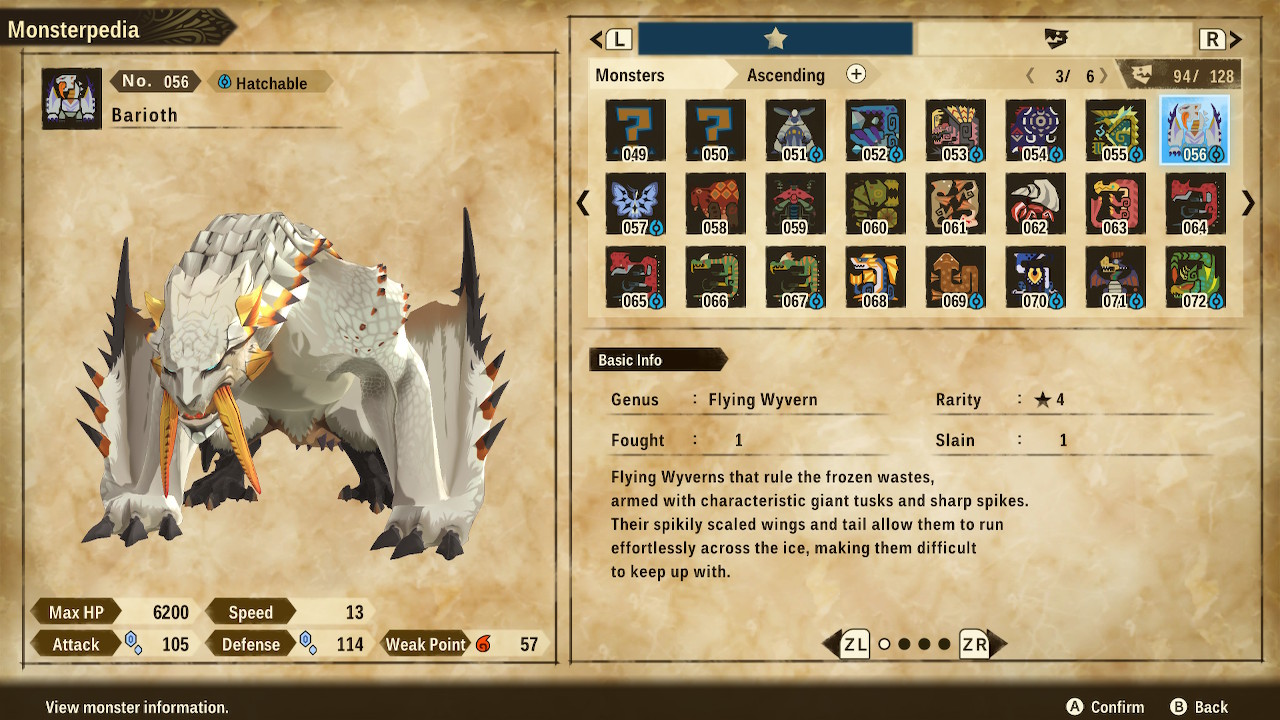 Monsterpedia
No. 056
Hatchable
Barioth
L
R
Monsters
Ascending
3/ 6
94/ 128
049 050 051 052 053 054 055 056
057 058 059 060 061 062 063 064
065 066 067 068 069 070 071 072
Basic Info
Genus : Flying Wyvern
Rarity : ★ 4
Fought : 1
Slain : 1
Flying Wyverns that rule the frozen wastes,
armed with characteristic giant tusks and sharp spikes.
Their spikily scaled wings and tail allow them to run
effortlessly across the ice, making them difficult
to keep up with.
Max HP 6200 Speed 13
Attack 105 Defense 114 Weak Point 57
ZL ZR
View monster information.
A Confirm B Back